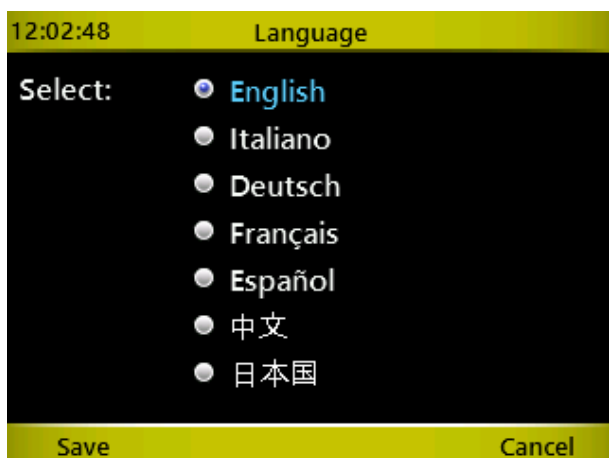 12:02:48 Language
Select: English
Italiano
Deutsch
Français
Español
中文
日本国
Save Cancel